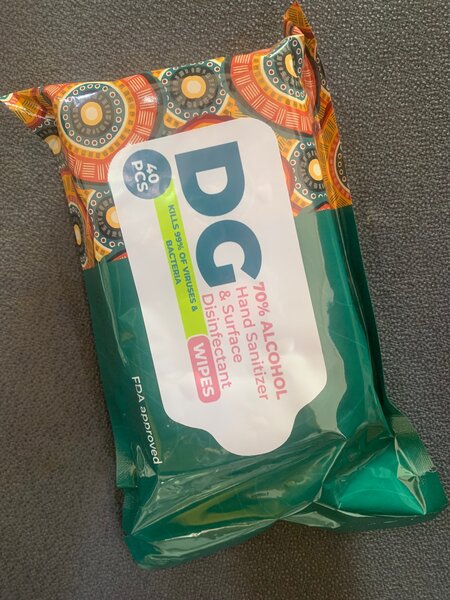 40
PCS
DG
KILLS 99% OF VIRUSES &
BACTERIA
70% ALCOHOL
Hand Sanitizer
& Surface
Disinfectant
WIPES
FDA approved